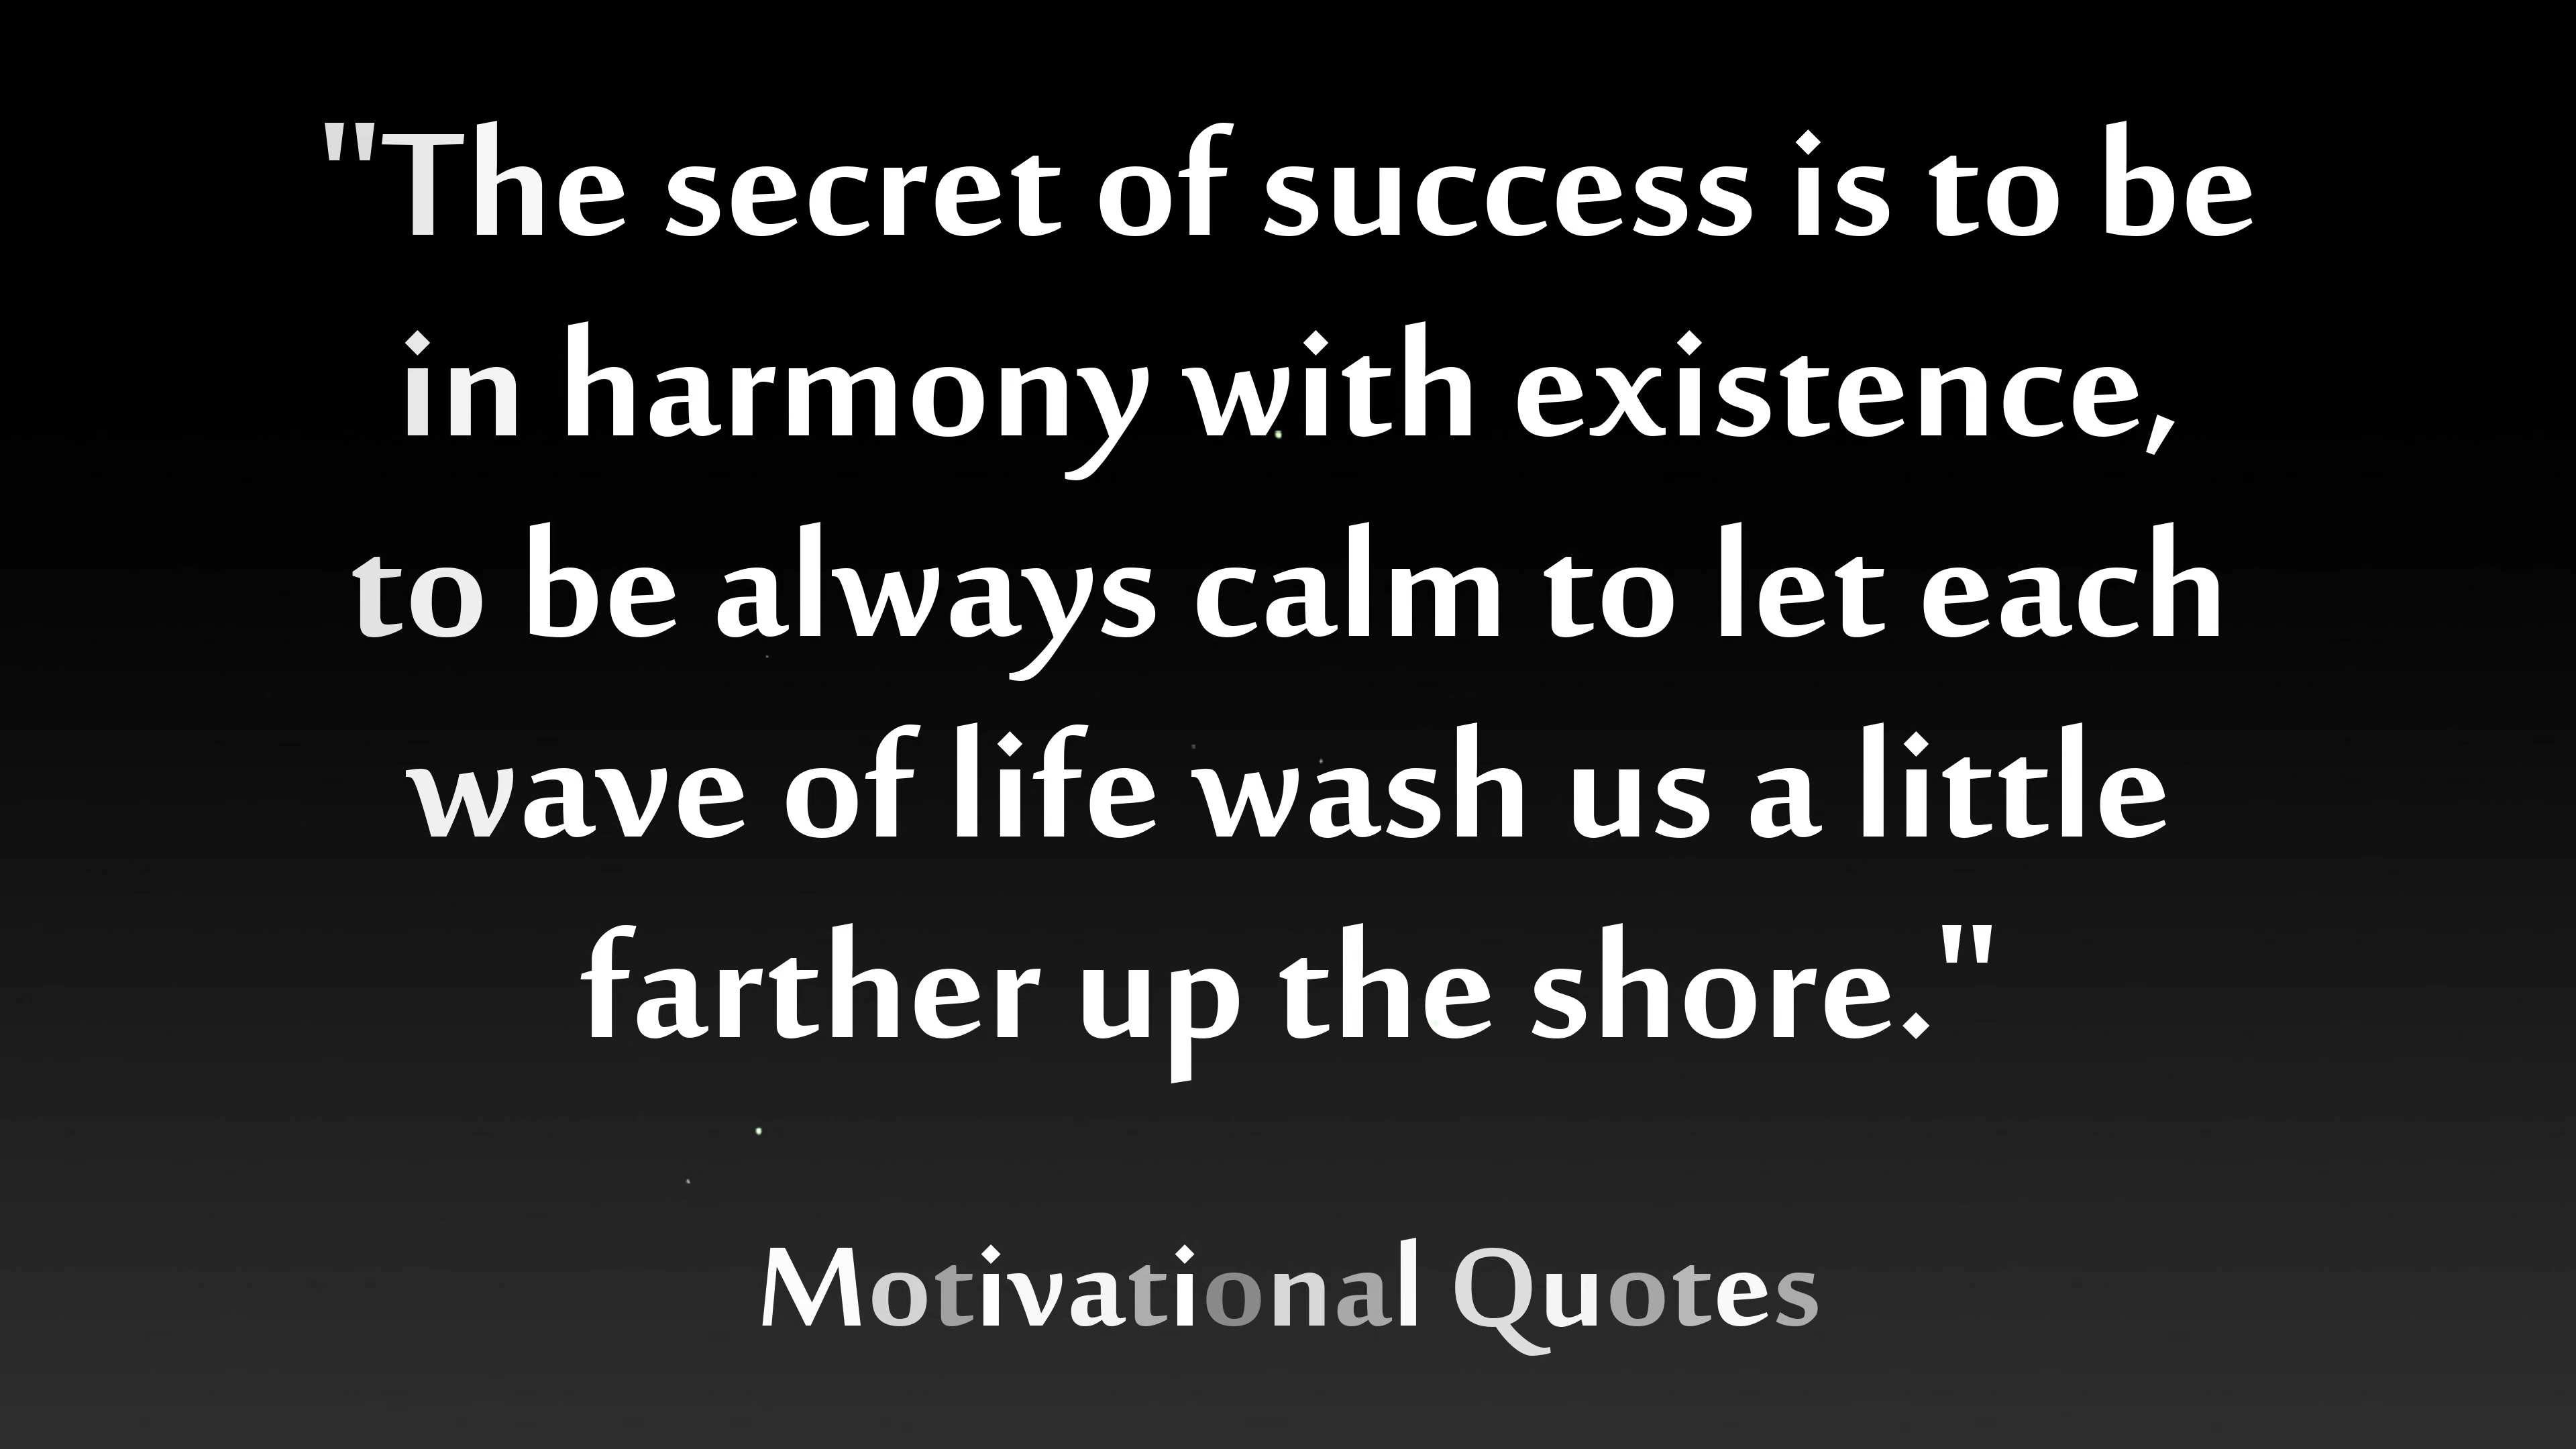 "The secret of success is to be
in harmony with existence,
to be always calm to let each
wave of life wash us a little
farther up the shore."
Motivational Quotes